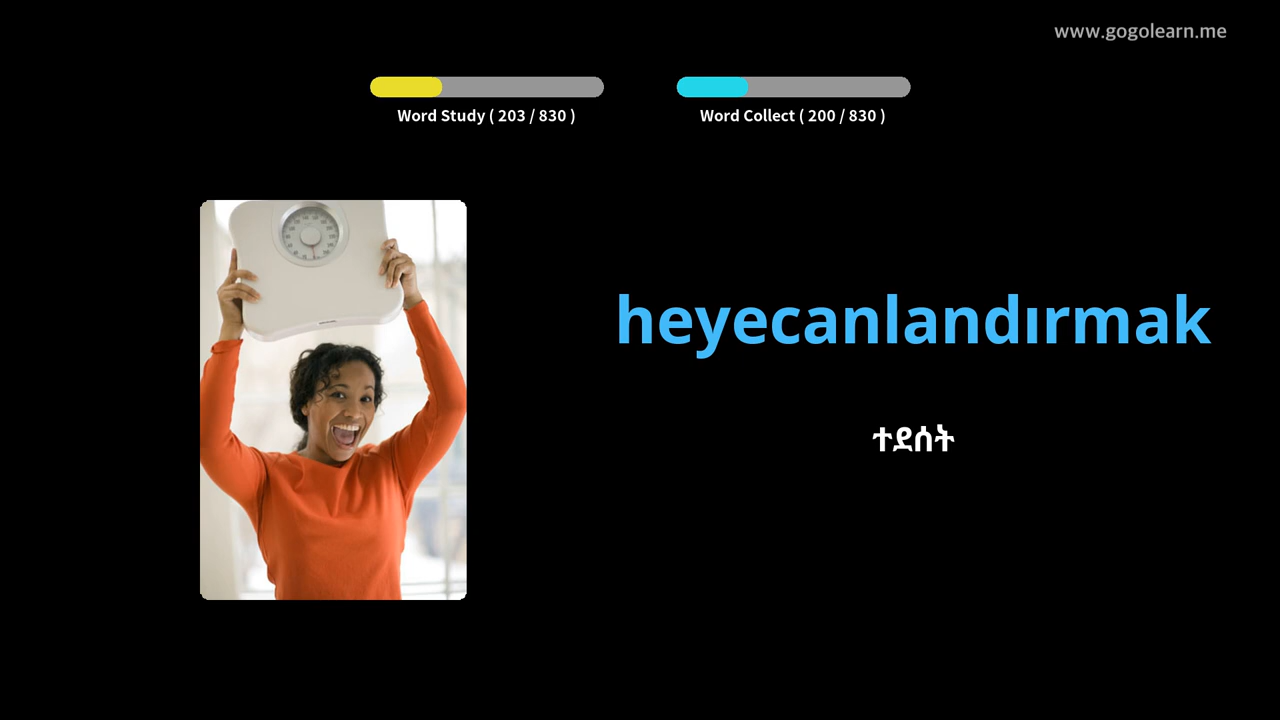 www.gogolearn.me
Word Study ( 203 / 830 )
Word Collect ( 200 / 830 )
heyecanlandırmak
ተደሰት